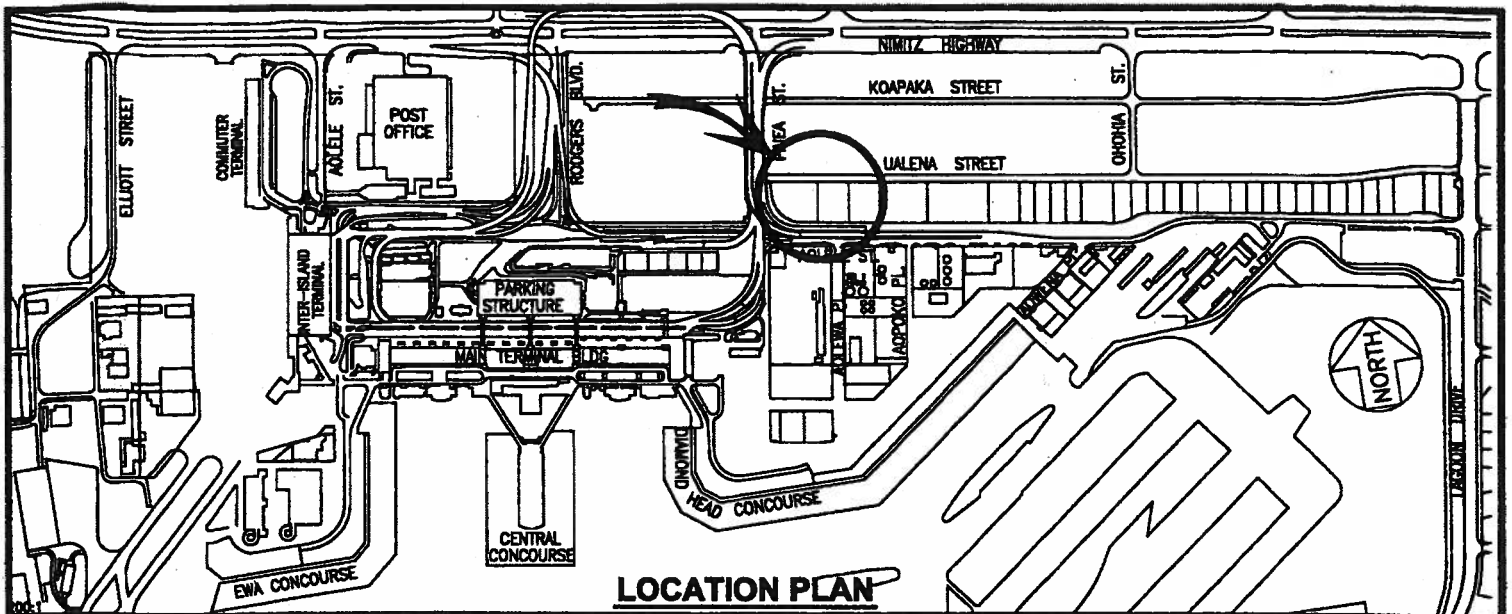 NIMITZ HIGHWAY
KOAPAKA STREET
UALENA STREET
ELLIOTT STREET
COMMUTER
TERMINAL
AOLELE ST.
POST
OFFICE
RODGERS BLVD.
ST.
OHOHIA ST.
INTER-ISLAND
TERMINAL
PARKING
STRUCTURE
MAIN TERMINAL BLDG
AOLEWA PL.
IAOPOKO PL.
NORTH
LAGOON DRIVE
DIAMOND
HEAD CONCOURSE
CENTRAL
CONCOURSE
EWA CONCOURSE
LOCATION PLAN